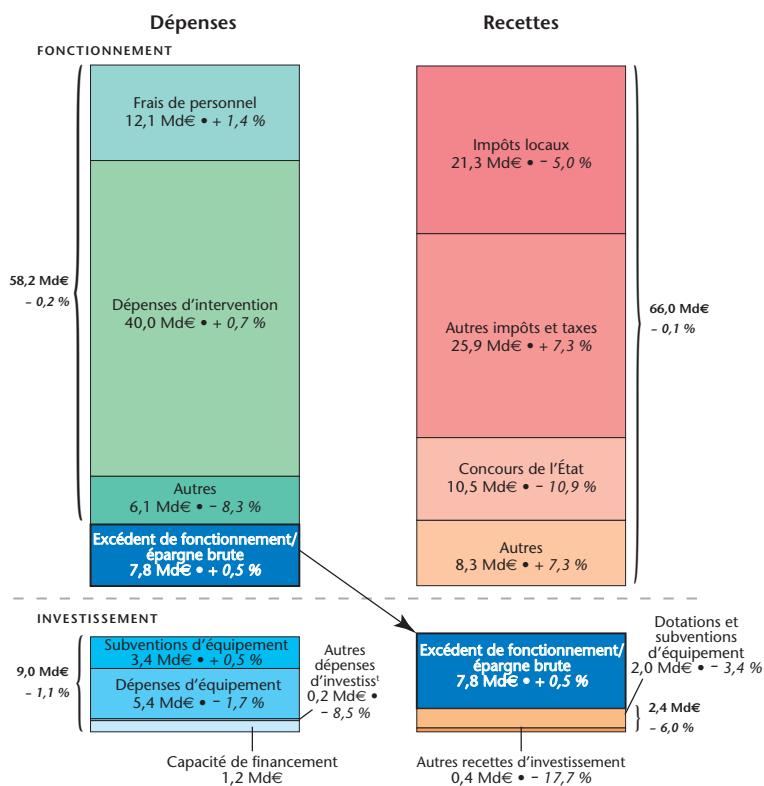 Dépenses
Recettes
FONCTIONNEMENT
Frais de personnel
12,1 Md€ • + 1,4 %
Dépenses d’intervention
40,0 Md€ • + 0,7 %
Autres
6,1 Md€ • − 8,3 %
58,2 Md€
− 0,2 %
Excédent de fonctionnement/
épargne brute
7,8 Md€ • + 0,5 %
Impôts locaux
21,3 Md€ • − 5,0 %
Autres impôts et taxes
25,9 Md€ • + 7,3 %
Concours de l’État
10,5 Md€ • − 10,9 %
Autres
8,3 Md€ • + 7,3 %
66,0 Md€
− 0,1 %
INVESTISSEMENT
9,0 Md€
− 1,1 %
Subventions d’équipement
3,4 Md€ • + 0,5 %
Dépenses d’équipement
5,4 Md€ • − 1,7 %
Autres
dépenses
d’investissᵗ
0,2 Md€ •
− 8,5 %
Capacité de financement
1,2 Md€
Excédent de fonctionnement/
épargne brute
7,8 Md€ • + 0,5 %
Dotations et
subventions
d’équipement
2,0 Md€ • − 3,4 %
2,4 Md€
− 6,0 %
Autres recettes d’investissement
0,4 Md€ • − 17,7 %